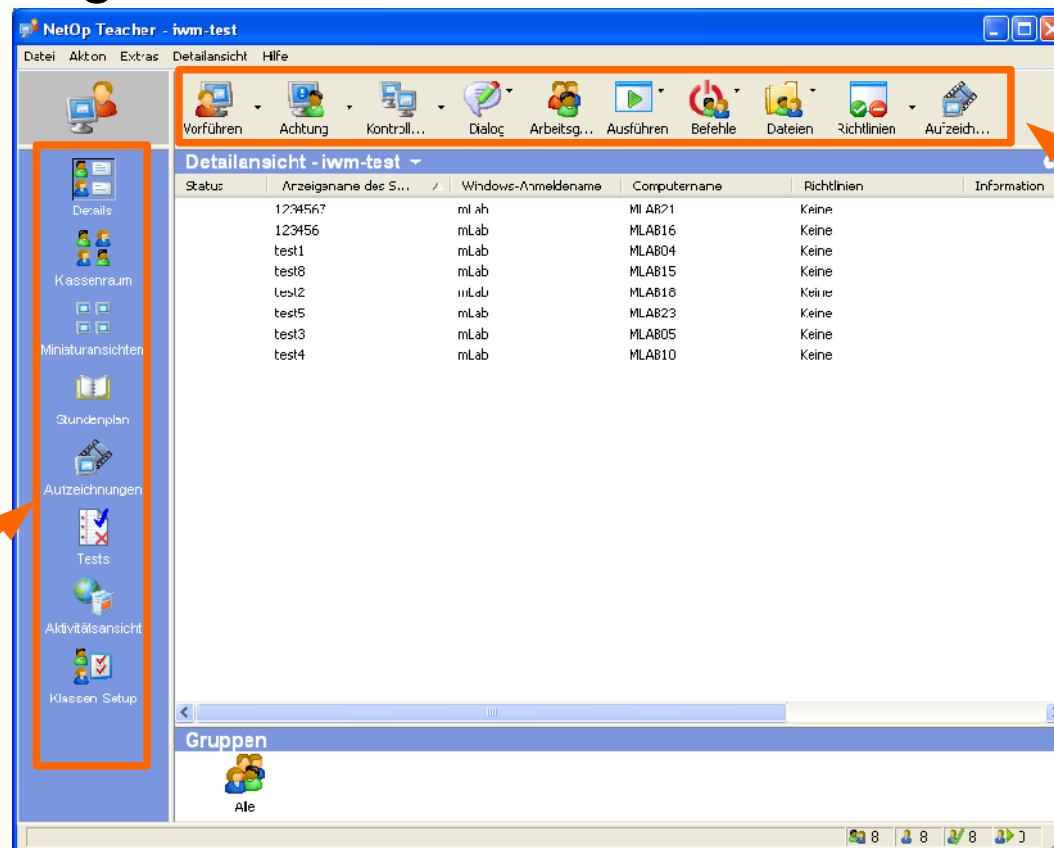 NetOp Teacher - iwm-test
Datei Aktion Extras Detailansicht Hilfe
Vorführen Achtung Kontroll... Dialog Arbeitsg... Ausführen Befehle Dateien Richtlinien Aufzeich...
Detailansicht - iwm-test
Status Anzeigename des S... Windows-Anmeldename Computername Richtlinien Information
1234567 mLab MLAB21 Keine
123456 mLab MLAB16 Keine
test1 mLab MLAB04 Keine
test8 mLab MLAB15 Keine
test2 mLab MLAB18 Keine
test5 mLab MLAB23 Keine
test3 mLab MLAB05 Keine
test4 mLab MLAB10 Keine
Details
Klassenraum
Miniaturansichten
Stundenplan
Aufzeichnungen
Tests
Aktivitätsansicht
Klassen Setup
Gruppen
Alle
8 8 8